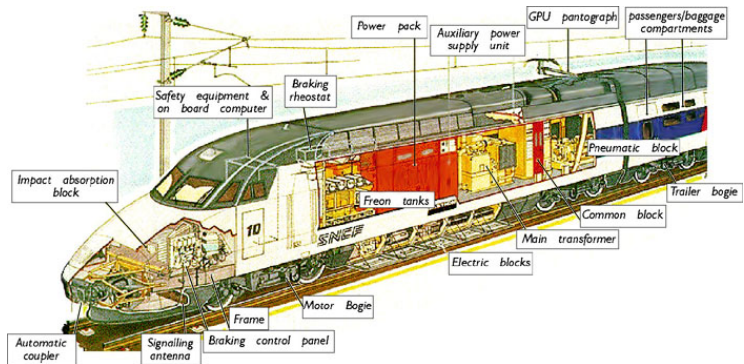 GPU pantograph
passengers/baggage
compartments
Power pack
Auxiliary power
supply unit
Safety equipment &
on board computer
Braking
rheostat
Pneumatic block
Impact absorption
block
Freon tanks
Trailer bogie
Common block
10
SNCF
Main transformer
Electric blocks
Motor Bogie
Frame
Automatic
coupler
Signailing
antenna
Braking control panel